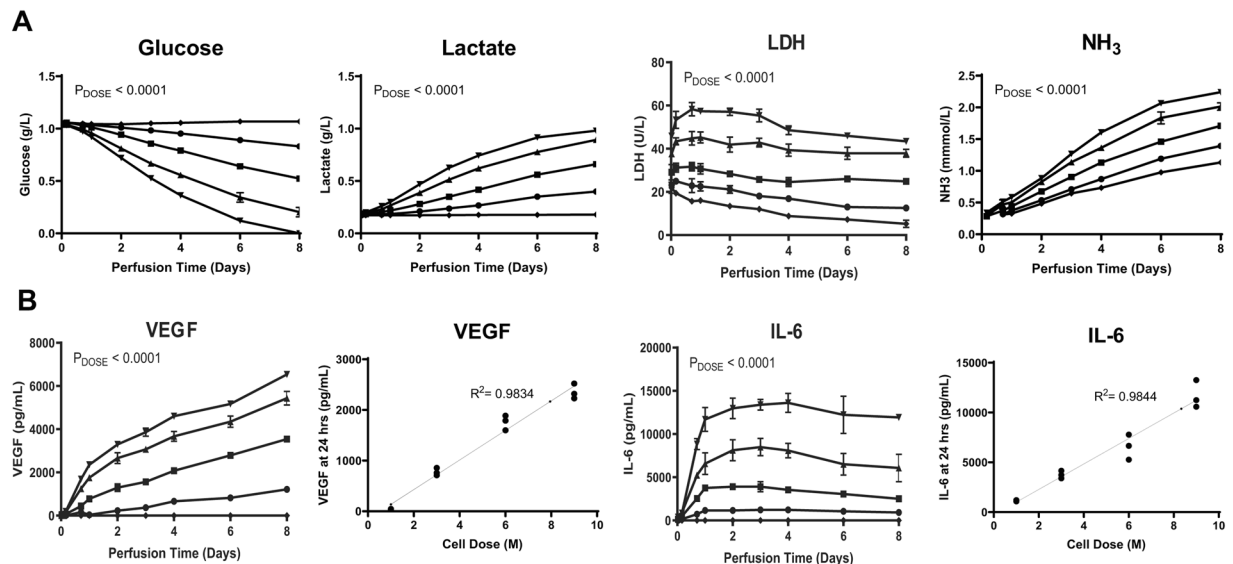 A
Glucose
P_DOSE < 0.0001
Glucose (g/L)
1.5
1.0
0.5
0.0
0 2 4 6 8
Perfusion Time (Days)
Lactate
P_DOSE < 0.0001
Lactate (g/L)
1.5
1.0
0.5
0.0
0 2 4 6 8
Perfusion Time (Days)
LDH
P_DOSE < 0.0001
LDH (U/L)
80
60
40
20
0
0 2 4 6 8
Perfusion Time (Days)
NH₃
P_DOSE < 0.0001
NH3 (mmmol/L)
2.5
2.0
1.5
1.0
0.5
0.0
0 2 4 6 8
Perfusion Time (Days)
B
VEGF
P_DOSE < 0.0001
VEGF (pg/mL)
8000
6000
4000
2000
0
0 2 4 6 8
Perfusion Time (Days)
VEGF
R²= 0.9834
VEGF at 24 hrs (pg/mL)
3000
2000
1000
0
0 2 4 6 8 10
Cell Dose (M)
IL-6
P_DOSE < 0.0001
IL-6 (pg/mL)
20000
15000
10000
5000
0
0 2 4 6 8
Perfusion Time (Days)
IL-6
R²= 0.9844
IL-6 at 24 hrs (pg/mL)
15000
10000
5000
0
0 2 4 6 8 10
Cell Dose (M)